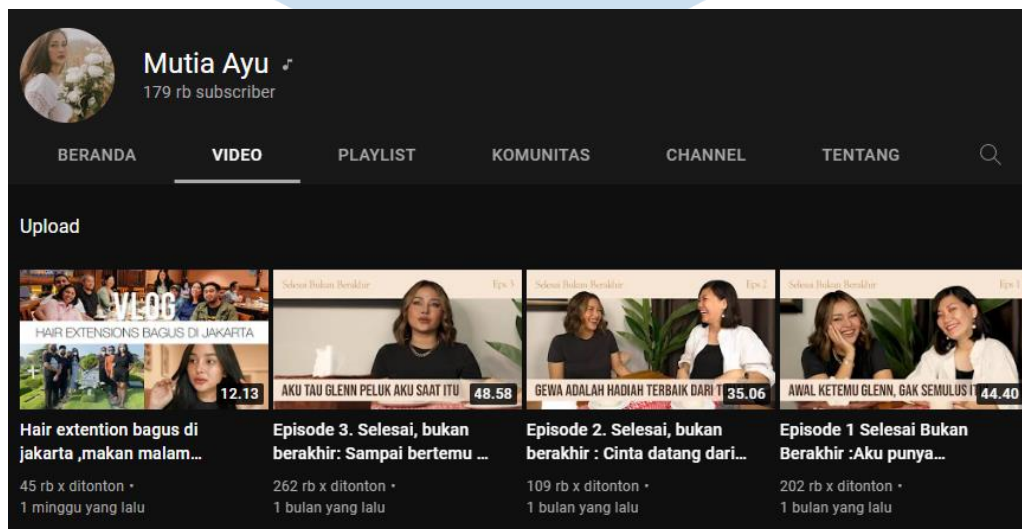 Mutia Ayu
179 rb subscriber
BERANDA VIDEO PLAYLIST KOMUNITAS CHANNEL TENTANG
Upload
VLOG
HAIR EXTENSIONS BAGUS DI JAKARTA
12.13
Selesai Bukan Berakhir Eps 3
AKU TAU GLENN PELUK AKU SAAT ITU
48.58
Selesai Bukan Berakhir Eps 2
GEWA ADALAH HADIAH TERBAIK DARI
35.06
Selesai Bukan Berakhir Eps 1
AWAL KETEMU GLENN, GAK SEMULUS
44.40
Hair extention bagus di
jakarta ,makan malam...
45 rb x ditonton •
1 minggu yang lalu
Episode 3. Selesai, bukan
berakhir: Sampai bertemu ...
262 rb x ditonton •
1 bulan yang lalu
Episode 2. Selesai, bukan
berakhir : Cinta datang dari...
109 rb x ditonton •
1 bulan yang lalu
Episode 1 Selesai Bukan
Berakhir :Aku punya...
202 rb x ditonton •
1 bulan yang lalu